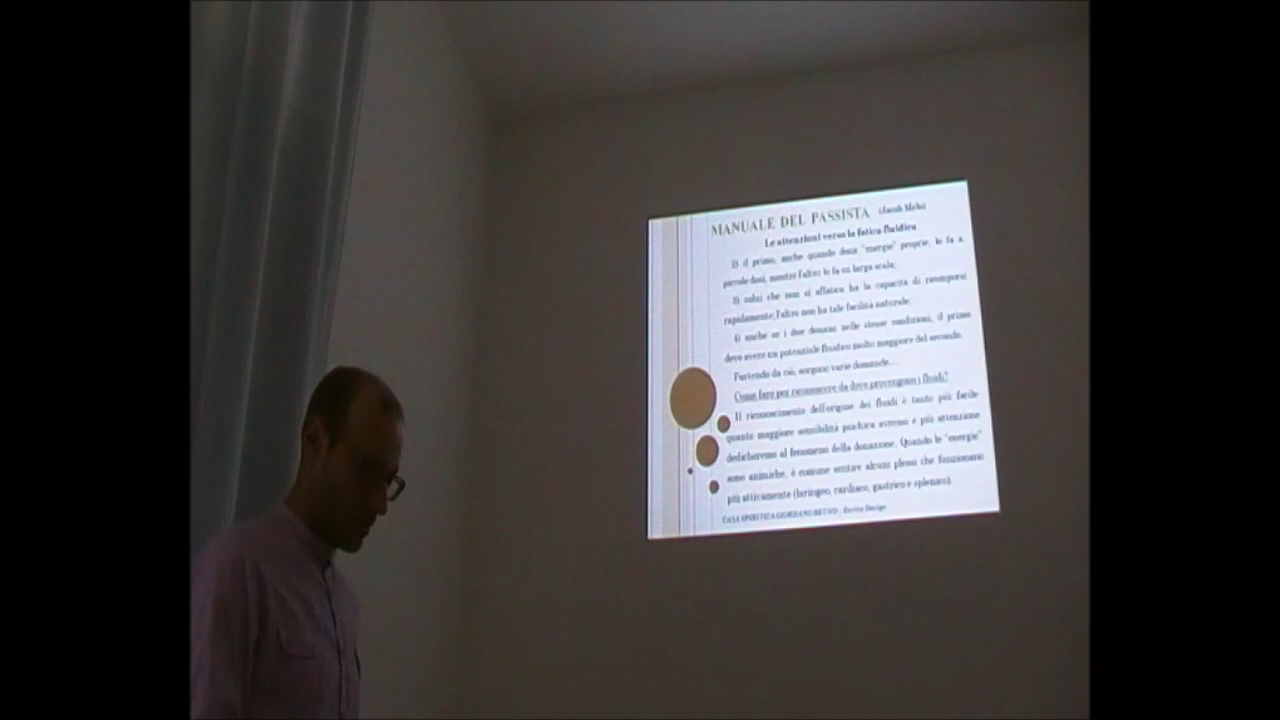 MANUALE DEL PASSISTA (Jacob Melo)
Le attenzioni verso la fatica fluidica
2) il primo, anche quando dona "energie" proprie, lo fa a
piccole dosi, mentre l'altro lo fa su larga scala;
3) colui che non si affatica ha la capacità di ricomporsi
rapidamente; l'altro non ha tale facilità naturale;
4) anche se i due donano nelle stesse condizioni, il primo
deve avere un potenziale fluidico molto maggiore del secondo.
Partendo da ciò, sorgono varie domande...
Come fare per riconoscere da dove provengono i fluidi?
Il riconoscimento dell'origine dei fluidi è tanto più facile
quanto maggiore sensibilità psichica avremo e più attenzione
dedicheremo al fenomeno della donazione. Quando le "energie"
sono animiche, è comune sentire alcuni plessi che funzionano
più attivamente (laringeo, cardiaco, gastrico e splenico).
CASA SPIRITICA GIORDANO BRUNO - Enrico Design